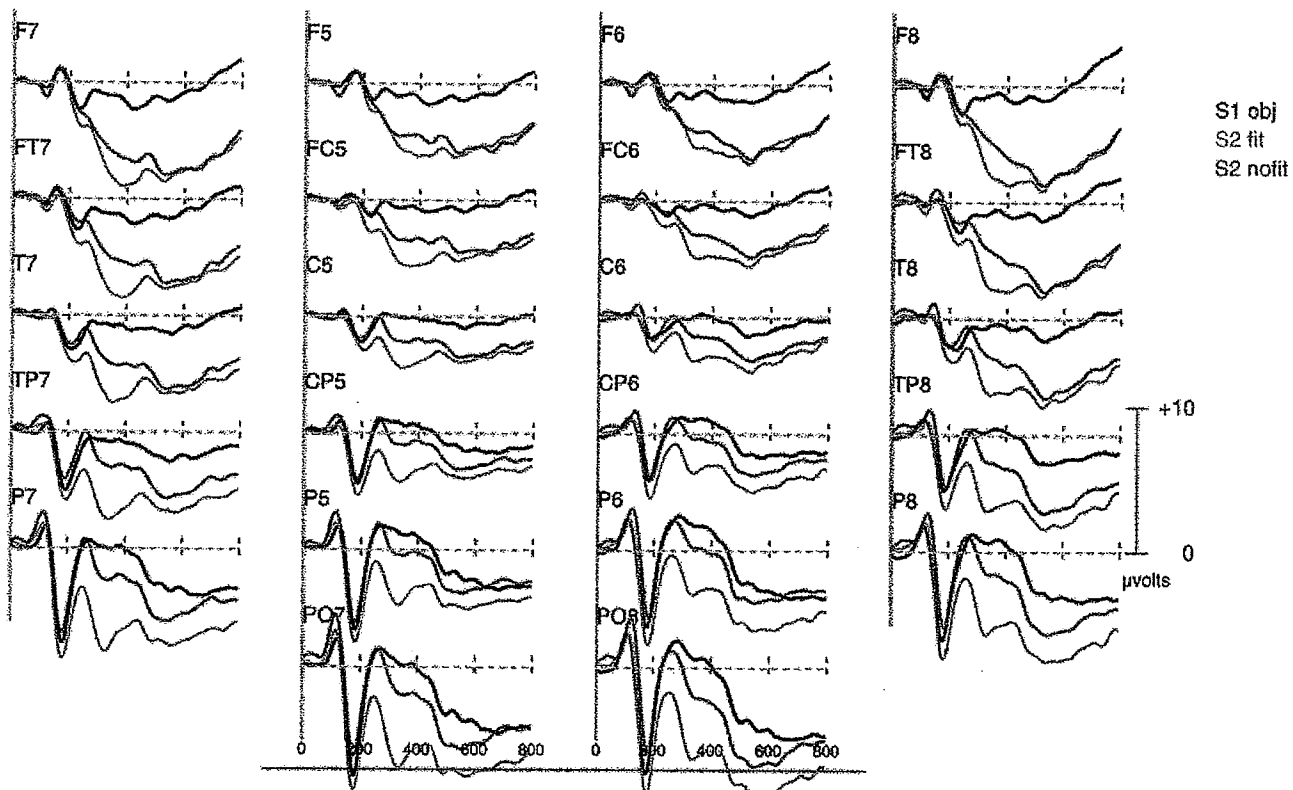 F7 F5 F6 F8
S1 obj
S2 fit
S2 nofit
FT7 FC5 FC6 FT8
T7 C5 C6 T8
TP7 CP5 CP6 TP8
+10
P7 P5 P6 P8
0
µvolts
PO7 PO8
0 200 400 600 800 0 200 400 600 800